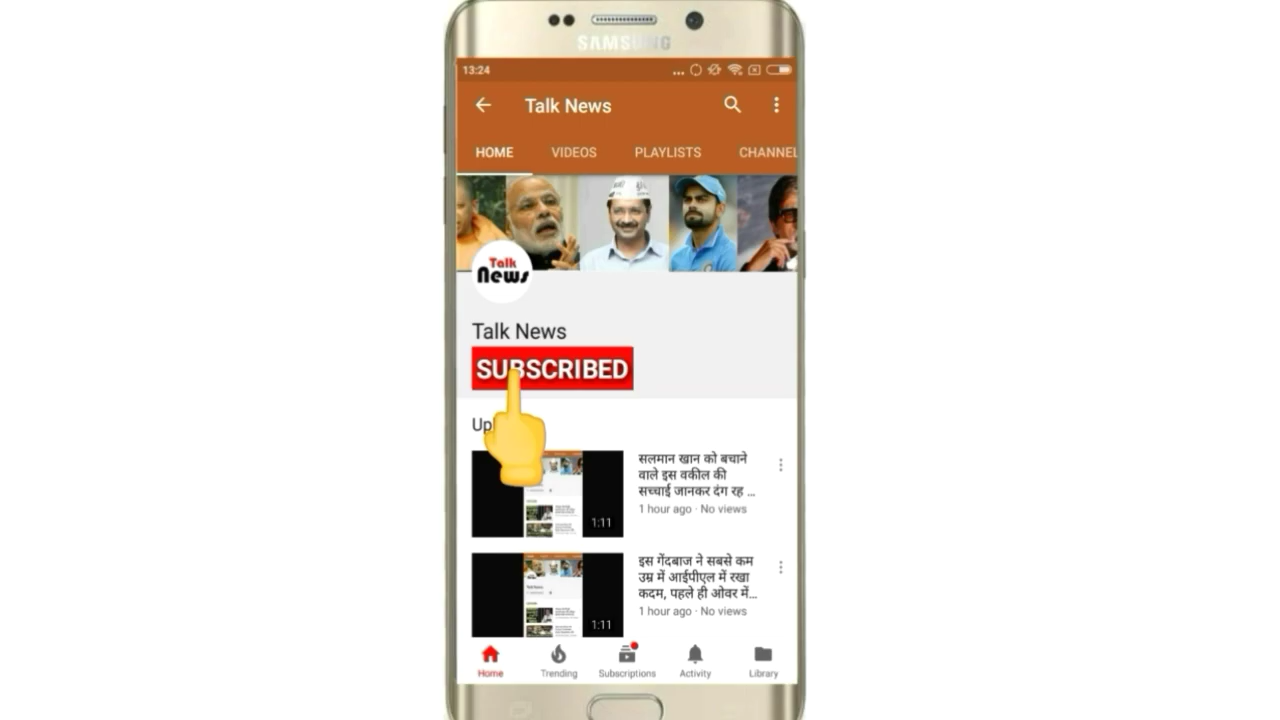 SAMSUNG
13:24
Talk News
HOME VIDEOS PLAYLISTS CHANNEL
Talk
News
Talk News
SUBSCRIBED
सलमान खान को बचाने
वाले इस वकील की
सच्चाई जानकर दंग रह ...
1 hour ago · No views
1:11
इस गेंदबाज ने सबसे कम
उम्र में आईपीएल में रखा
कदम, पहले ही ओवर में...
1 hour ago · No views
1:11
Home Trending Subscriptions Activity Library